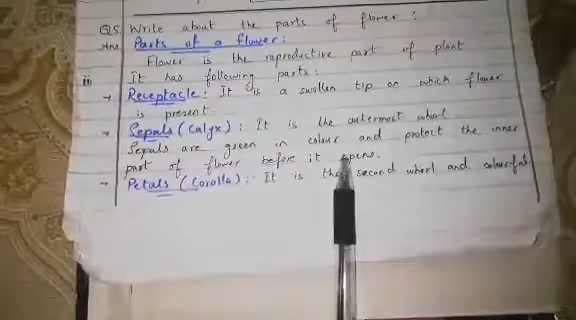 Q5. Write about the parts of flower?
Ans. Parts of a flower:
Flower is the reproductive part of plant
It has following parts:
→ Receptacle: It is a swollen tip on which flower
is present.
→ Sepals (Calyx): It is the outermost whorl
Sepals are green in colour and protect the inner
part of flower before it opens.
→ Petals (Corolla): It is the second whorl and colourful